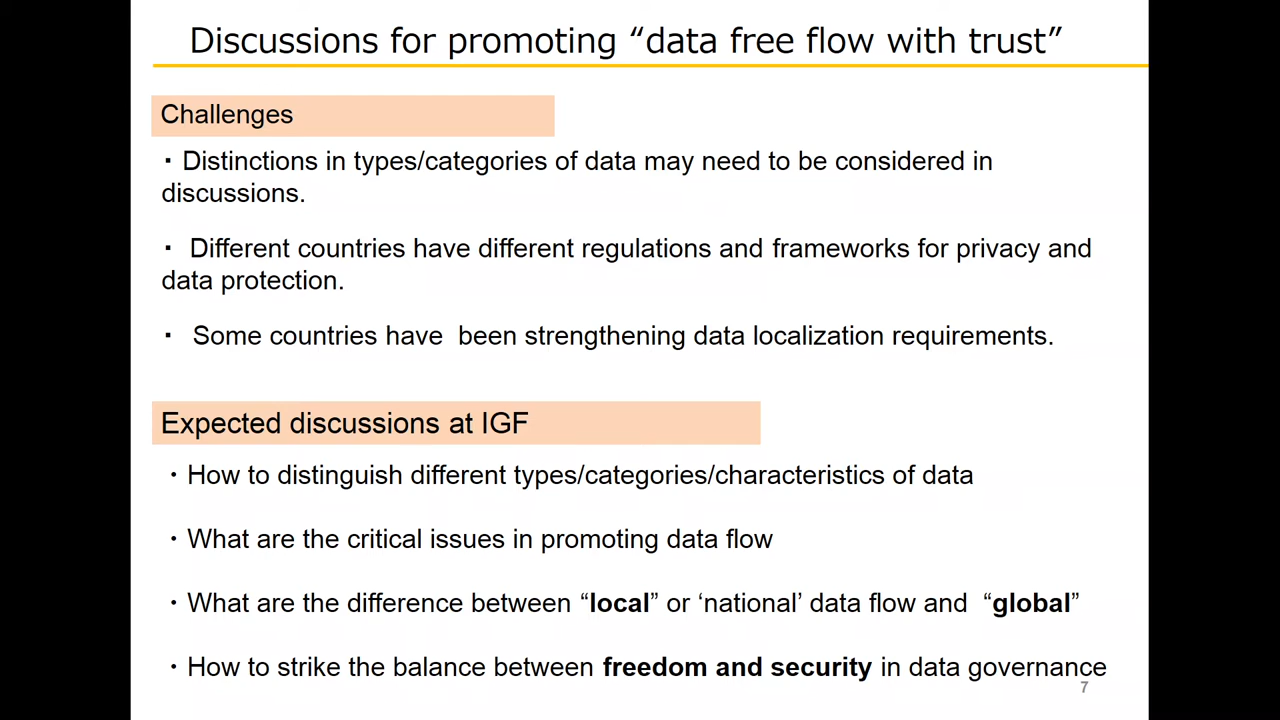 Discussions for promoting “data free flow with trust”
Challenges
・Distinctions in types/categories of data may need to be considered in
discussions.
・ Different countries have different regulations and frameworks for privacy and
data protection.
・ Some countries have  been strengthening data localization requirements.
Expected discussions at IGF
・How to distinguish different types/categories/characteristics of data
・What are the critical issues in promoting data flow
・What are the difference between “local” or ‘national’ data flow and  “global”
・How to strike the balance between freedom and security in data governance
7